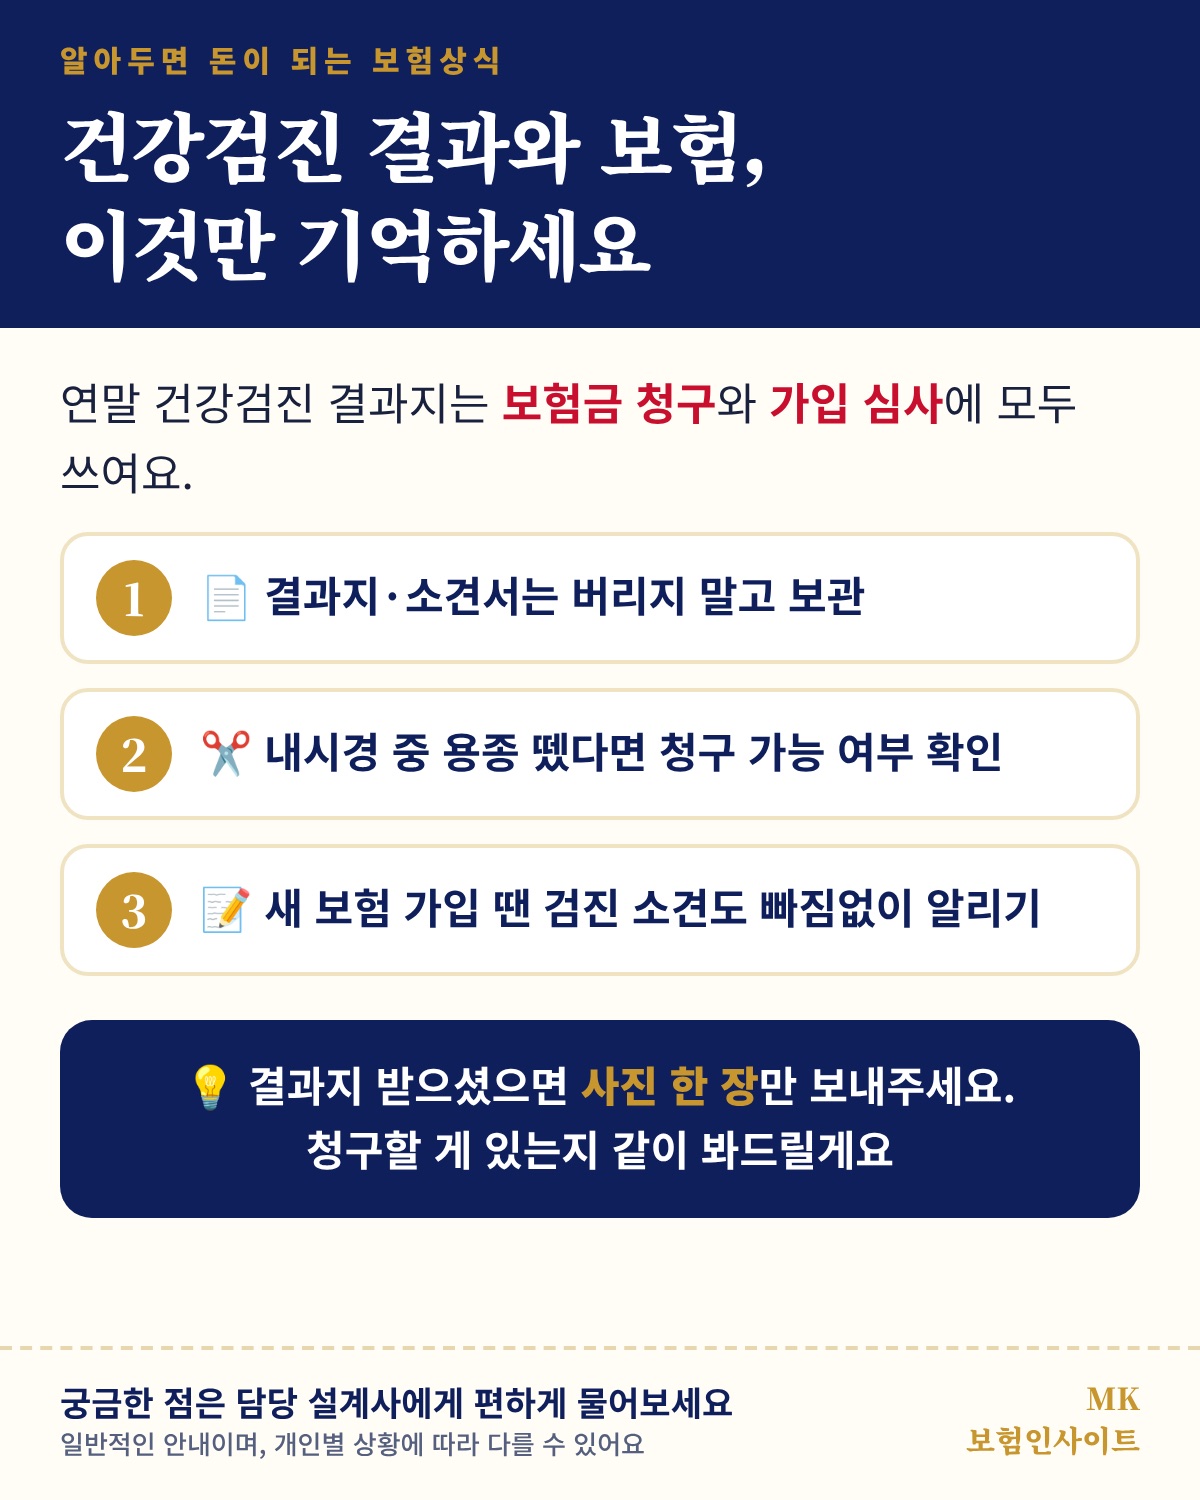 알아두면 돈이 되는 보험상식
건강검진 결과와 보험,
이것만 기억하세요
연말 건강검진 결과지는 보험금 청구와 가입 심사에 모두
쓰여요.
1 📄 결과지·소견서는 버리지 말고 보관
2 ✂️ 내시경 중 용종 뗐다면 청구 가능 여부 확인
3 📝 새 보험 가입 땐 검진 소견도 빠짐없이 알리기
💡 결과지 받으셨으면 사진 한 장만 보내주세요.
청구할 게 있는지 같이 봐드릴게요
궁금한 점은 담당 설계사에게 편하게 물어보세요
일반적인 안내이며, 개인별 상황에 따라 다를 수 있어요
MK
보험인사이트